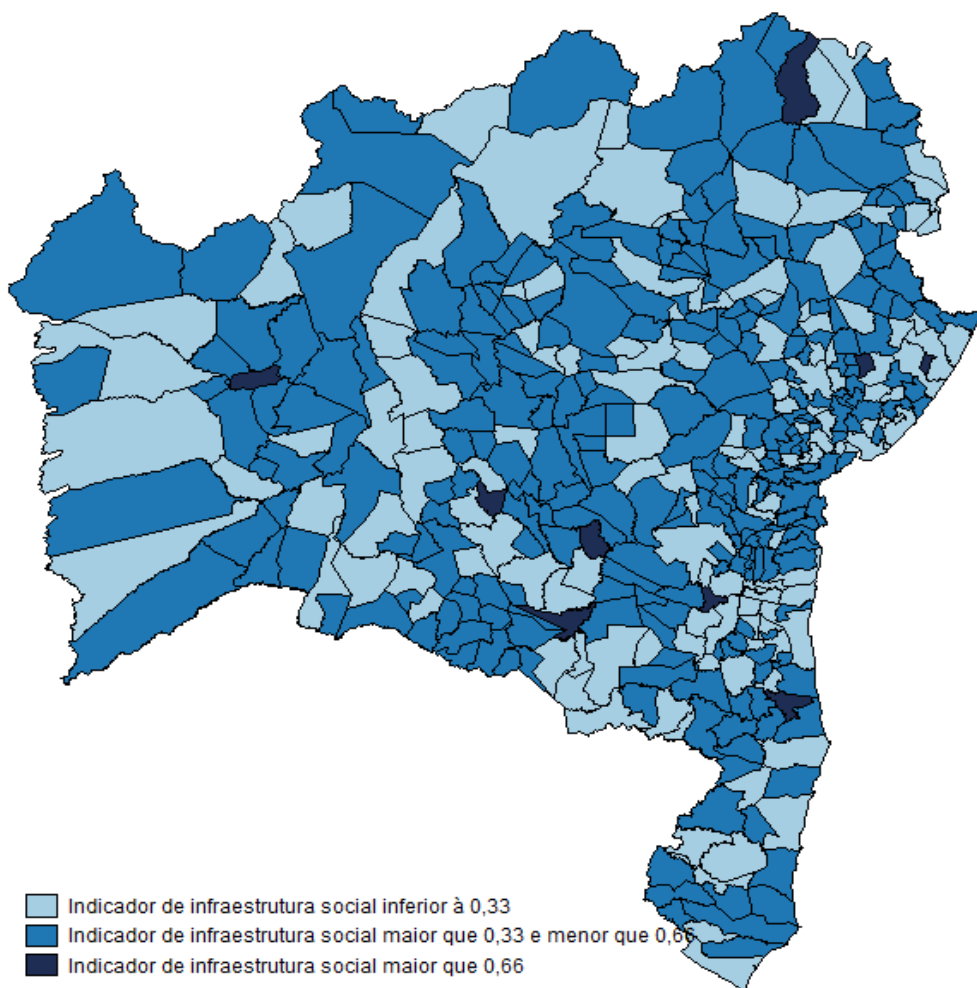 Indicador de infraestrutura social inferior à 0,33
Indicador de infraestrutura social maior que 0,33 e menor que 0,66
Indicador de infraestrutura social maior que 0,66